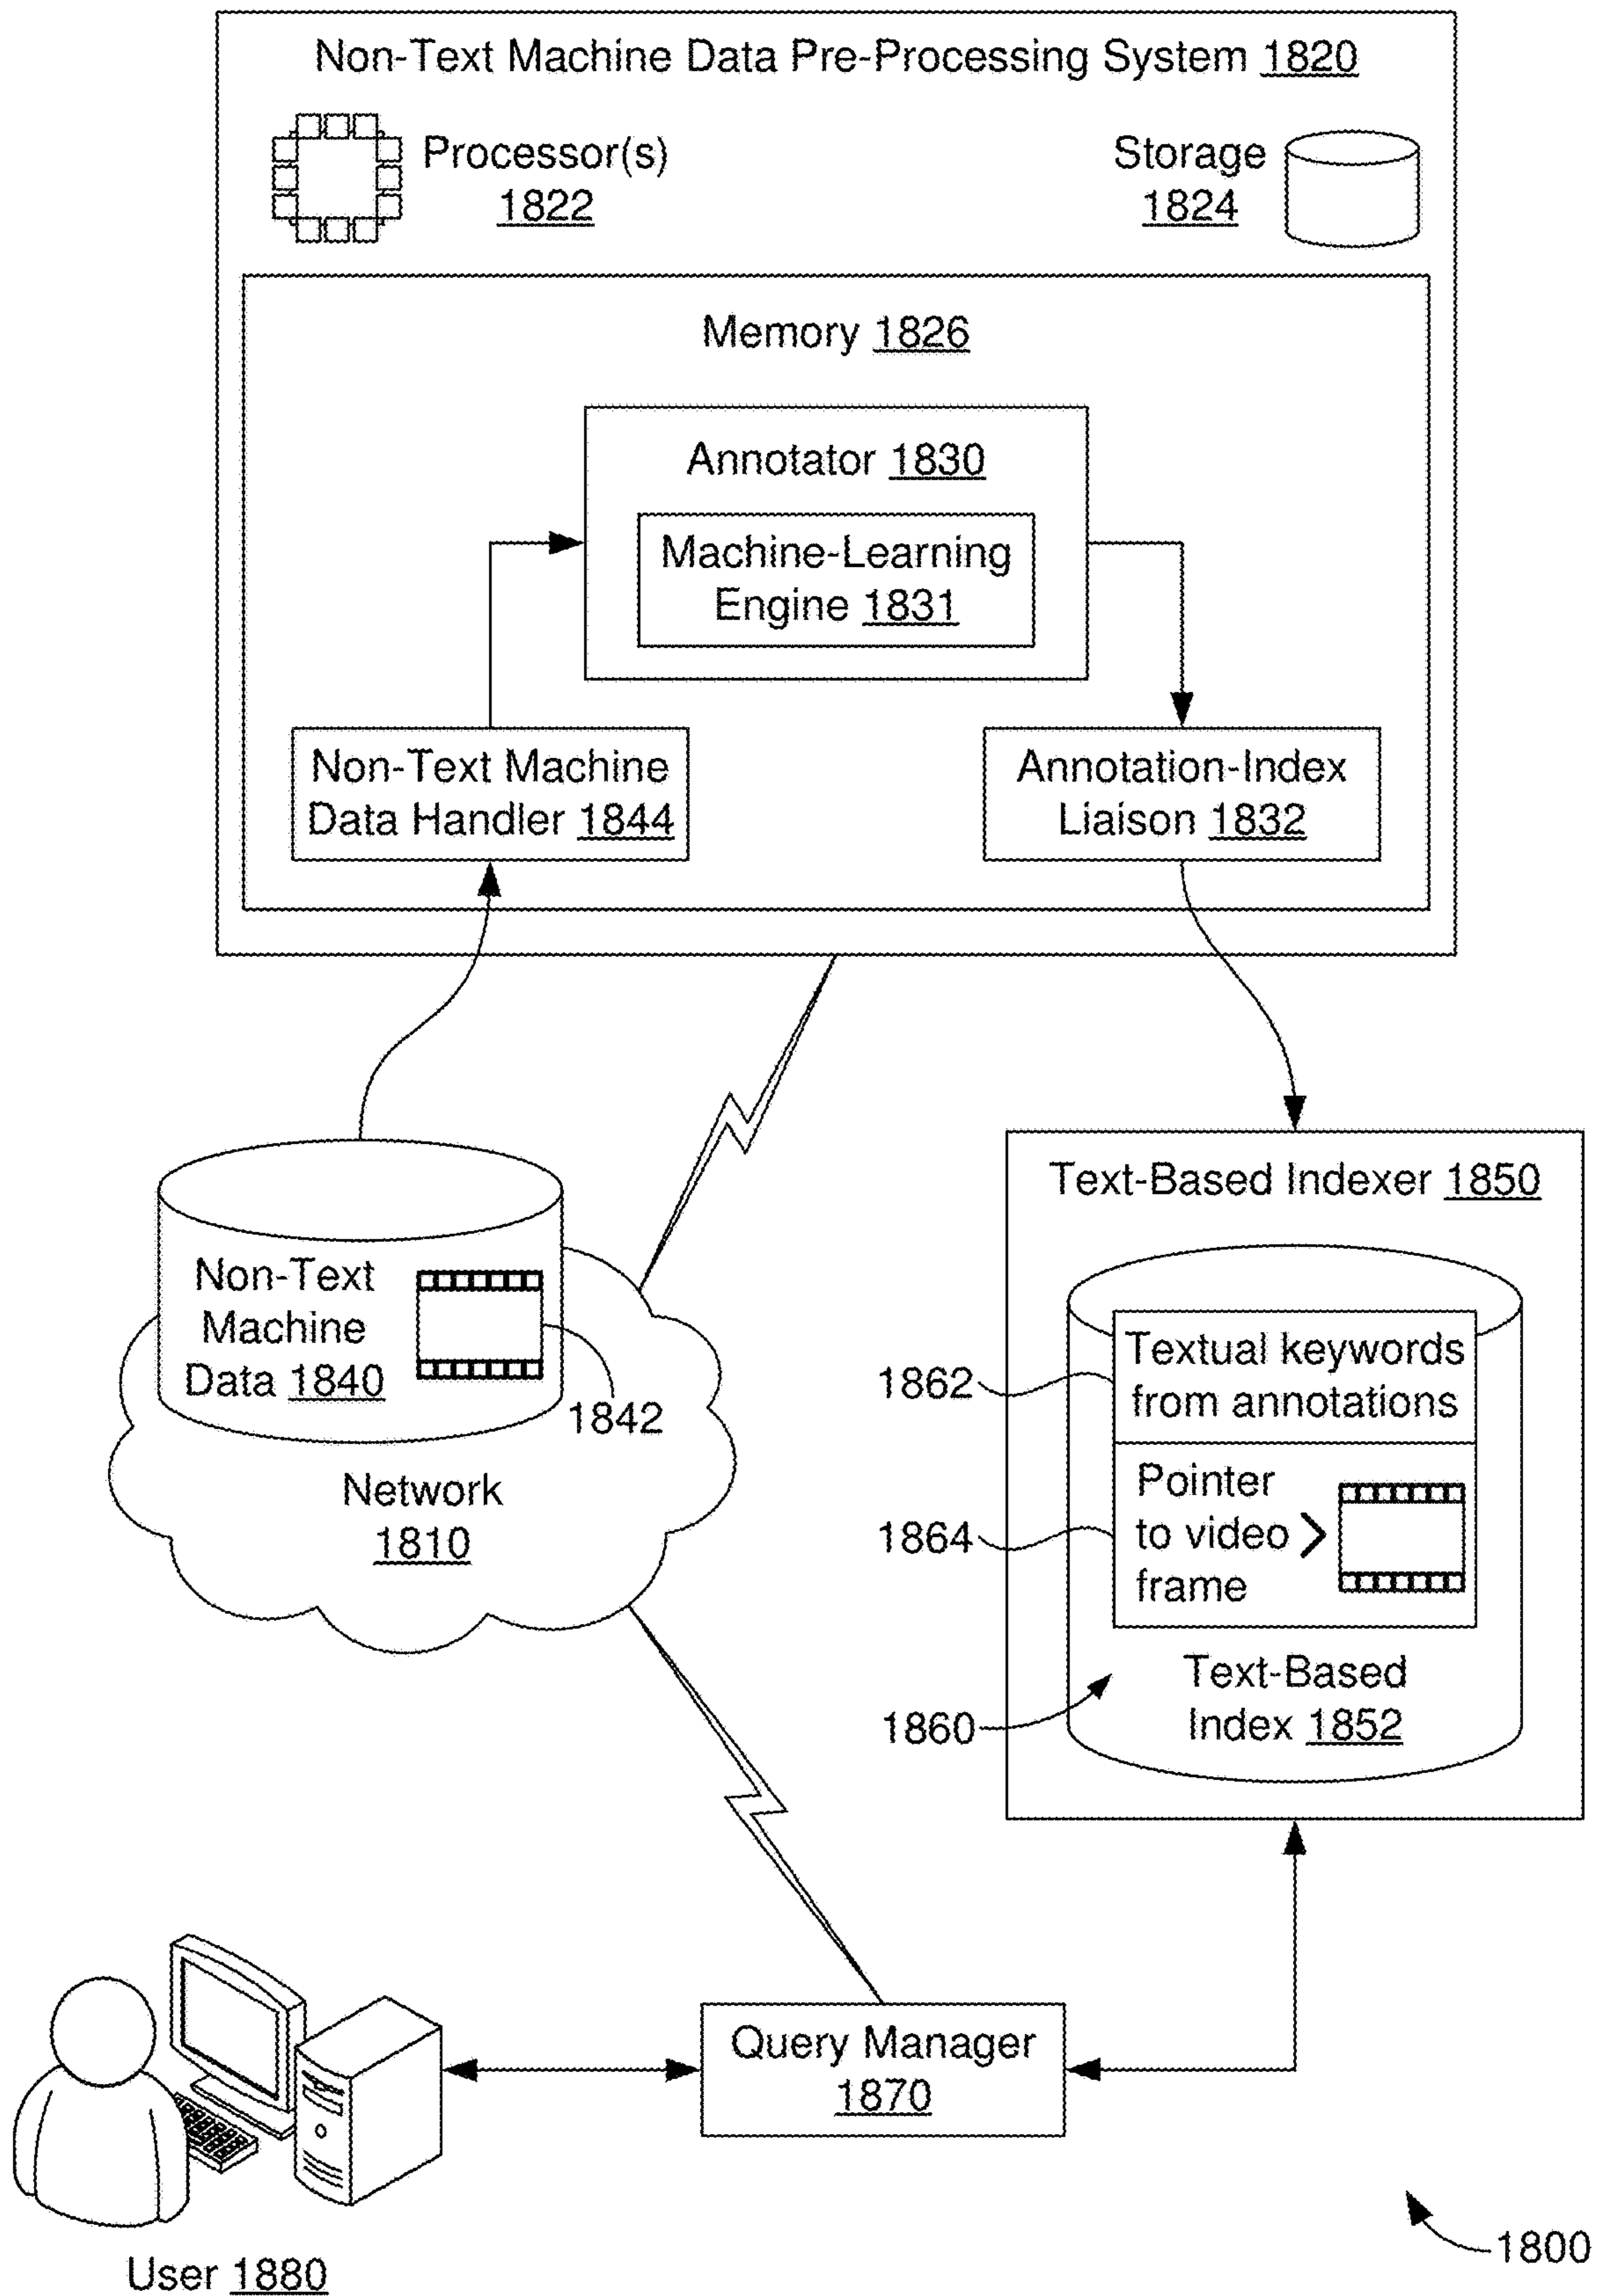 Non-Text Machine Data Pre-Processing System 1820
Processor(s)
1822
Storage
1824
Memory 1826
Annotator 1830
Machine-Learning
Engine 1831
Non-Text Machine
Data Handler 1844
Annotation-Index
Liaison 1832
Non-Text
Machine
Data 1840
1842
Network
1810
Text-Based Indexer 1850
1862
Textual keywords
from annotations
1864
Pointer
to video
frame
1860
Text-Based
Index 1852
Query Manager
1870
User 1880
1800